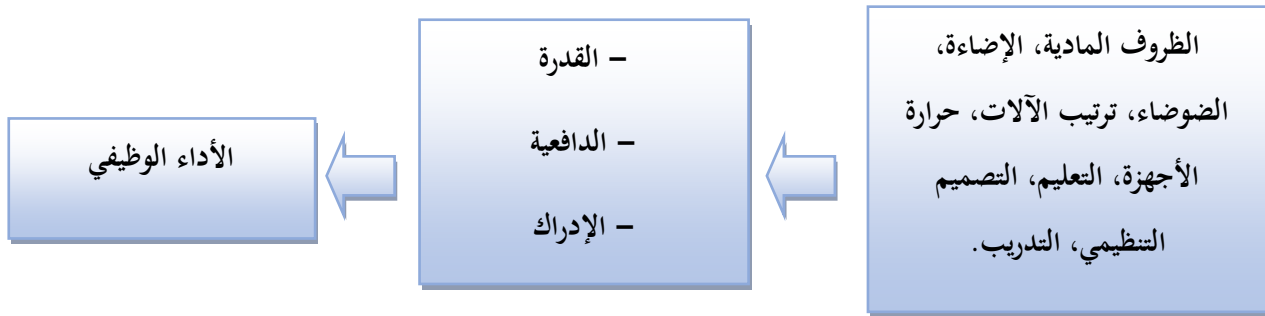 الظروف المادية، الإضاءة،
الضوضاء، ترتيب الآلات، حرارة
الأجهزة، التعليم، التصميم
التنظيمي، التدريب.
– القدرة
– الدافعية
– الإدراك
الأداء الوظيفي